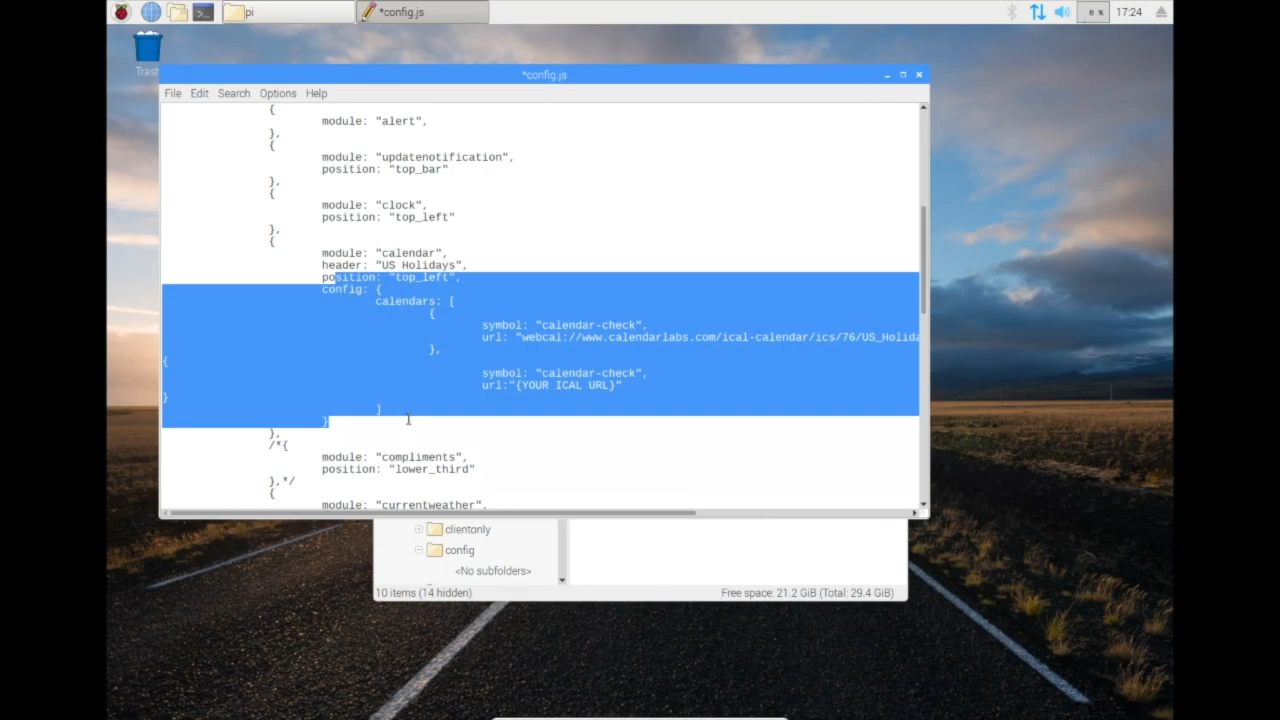 pi
*config.js
6 %
17:24
Trash
*config.js
File Edit Search Options Help
{
module: "alert",
},
{
module: "updatenotification",
position: "top_bar"
},
{
module: "clock",
position: "top_left"
},
{
module: "calendar",
header: "US Holidays",
position: "top_left",
config: {
calendars: [
{
symbol: "calendar-check",
url: "webcal://www.calendarlabs.com/ical-calendar/ics/76/US_Holida
},
{
symbol: "calendar-check",
url:"{YOUR ICAL URL}"
}
]
}
},
/*{
module: "compliments",
position: "lower_third"
},*/
{
module: "currentweather",
clientonly
config
<No subfolders>
10 items (14 hidden)
Free space: 21.2 GiB (Total: 29.4 GiB)